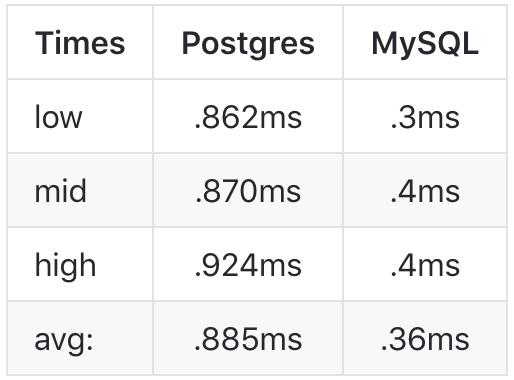 Times Postgres MySQL
low .862ms .3ms
mid .870ms .4ms
high .924ms .4ms
avg: .885ms .36ms